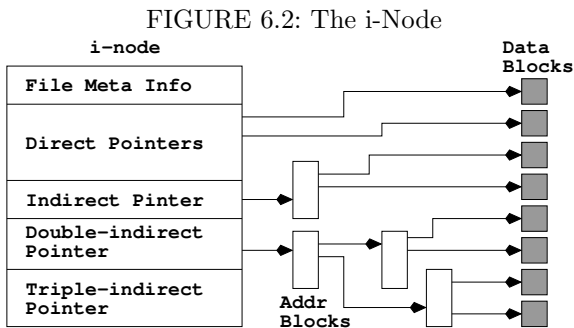 FIGURE 6.2: The i-Node
i-node
Data
Blocks
File Meta Info
Direct Pointers
Indirect Pinter
Double-indirect
Pointer
Triple-indirect
Pointer
Addr
Blocks